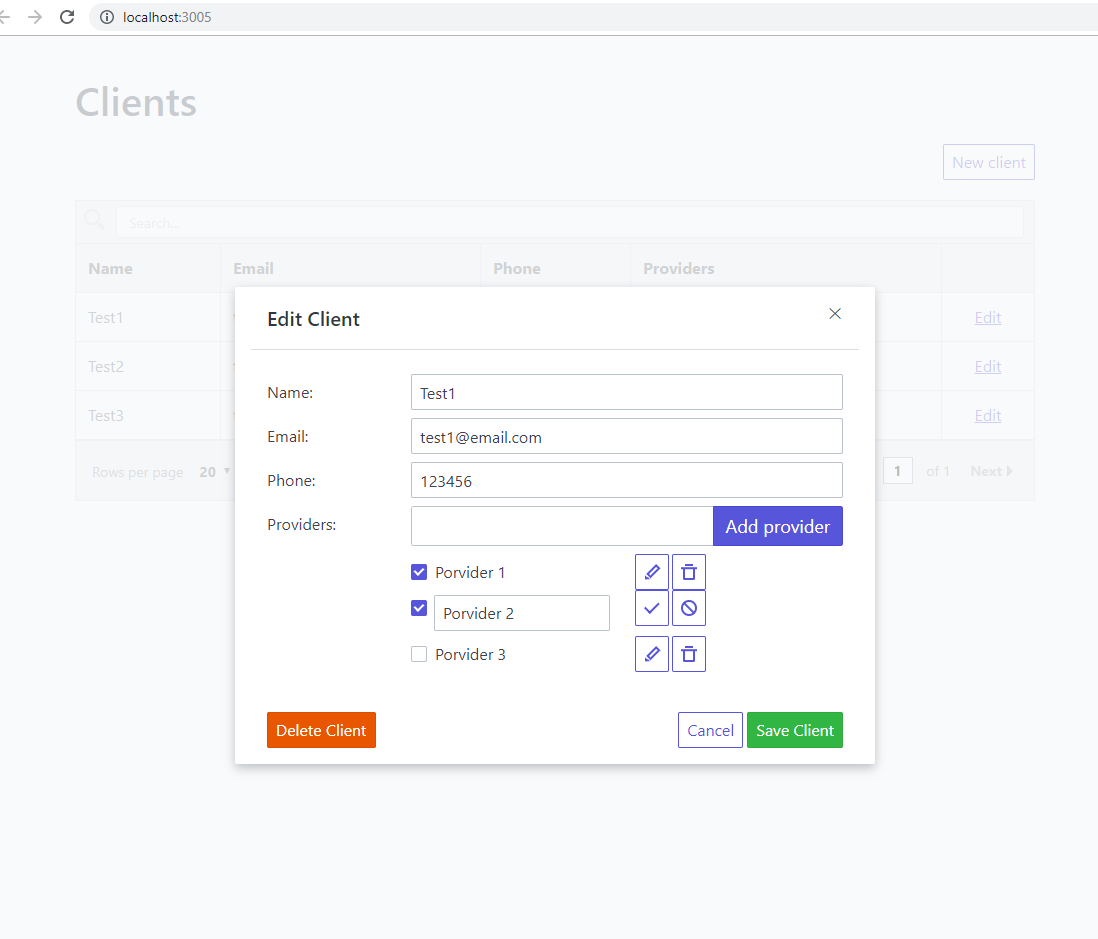 localhost:3005
Clients
New client
Search...
Name Email Phone Providers
Edit Client
Test1 Edit
Name: Test1
Test2 Edit
Email: test1@email.com
Test3 Edit
Phone: 123456
Rows per page 20 1 of 1 Next
Providers: Add provider
Porvider 1
Porvider 2
Porvider 3
Delete Client Cancel Save Client